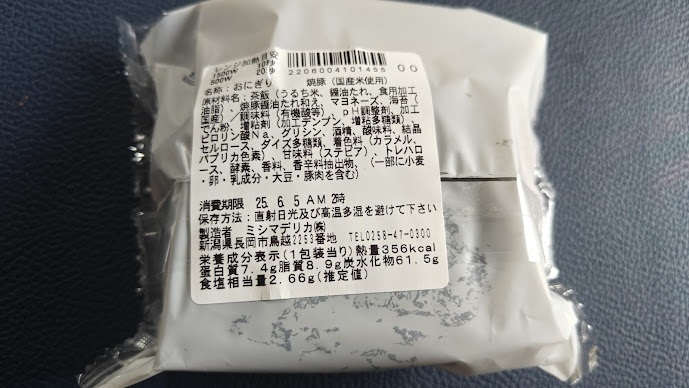 レンジ加熱目安
1500W 10秒
500W 20秒
2206004101455 00
名称:おにぎり 焼豚(国産米使用)
原材料名:茶飯(うるち米、醤油たれ、食用加工
油脂)、焼豚醤油たれ和え、マヨネーズ、海苔(
国産)/調味料(有機酸等)、pH調整剤、加工
でん粉、増粘剤(加工デンプン、増粘多糖類)、
ピロリン酸Na、グリシン、酒精、酸味料、結晶
セルロース、ダイズ多糖類、着色料(カラメル、
パプリカ色素)、甘味料(ステビア)、トレハロ
ース、酵素、香料、香辛料抽出物、(一部に小麦
・卵・乳成分・大豆・豚肉を含む)
消費期限 25. 6. 5 AM 2時
保存方法:直射日光及び高温多湿を避けて下さい
製造者 ミシマデリカ㈱
新潟県長岡市鳥越2253番地 TEL0258-47-0300
栄養成分表示(1包装当り)熱量356kcal
蛋白質7.4g脂質8.9g炭水化物61.5g
食塩相当量2.66g(推定値)